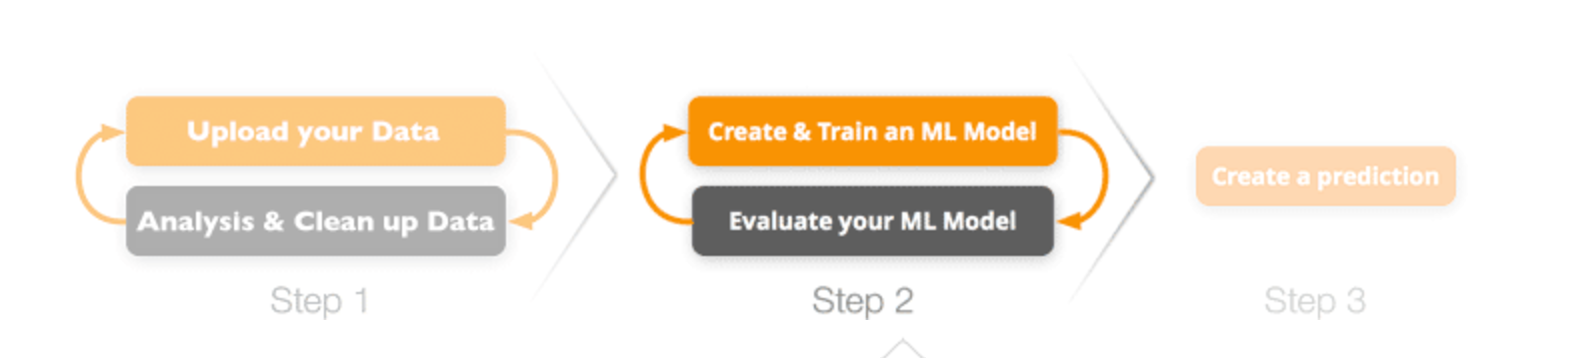 Upload your Data
Analysis & Clean up Data
Step 1
Create & Train an ML Model
Evaluate your ML Model
Step 2
Create a prediction
Step 3